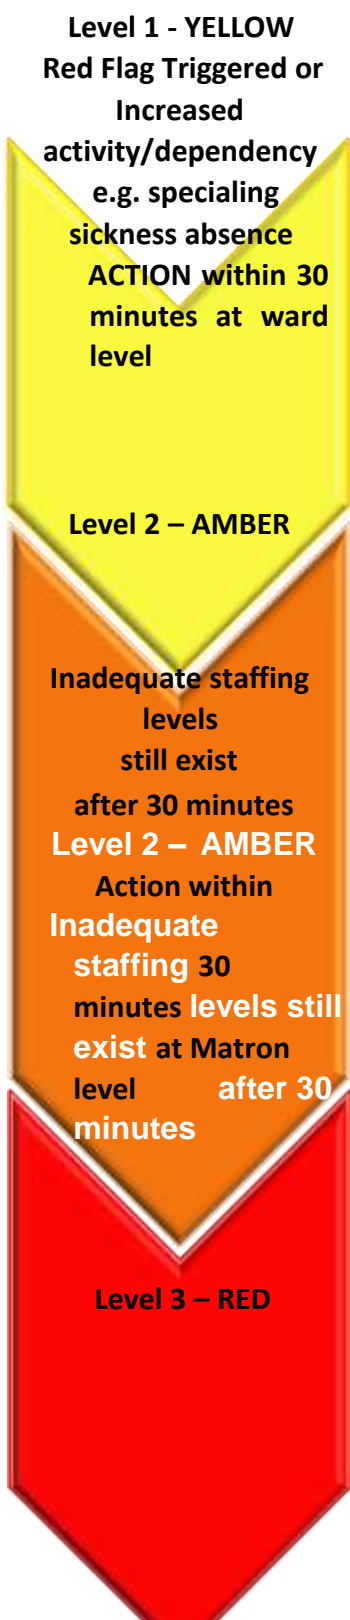 Level 1 - YELLOW
Red Flag Triggered or
Increased
activity/dependency
e.g. specialing
sickness absence
ACTION within 30
minutes at ward
level
Level 2 – AMBER
Inadequate staffing
levels
still exist
after 30 minutes
Level 2 – AMBER
Action within
Inadequate
staffing 30
minutes levels still
exist at Matron
level after 30
minutes
Level 3 – RED